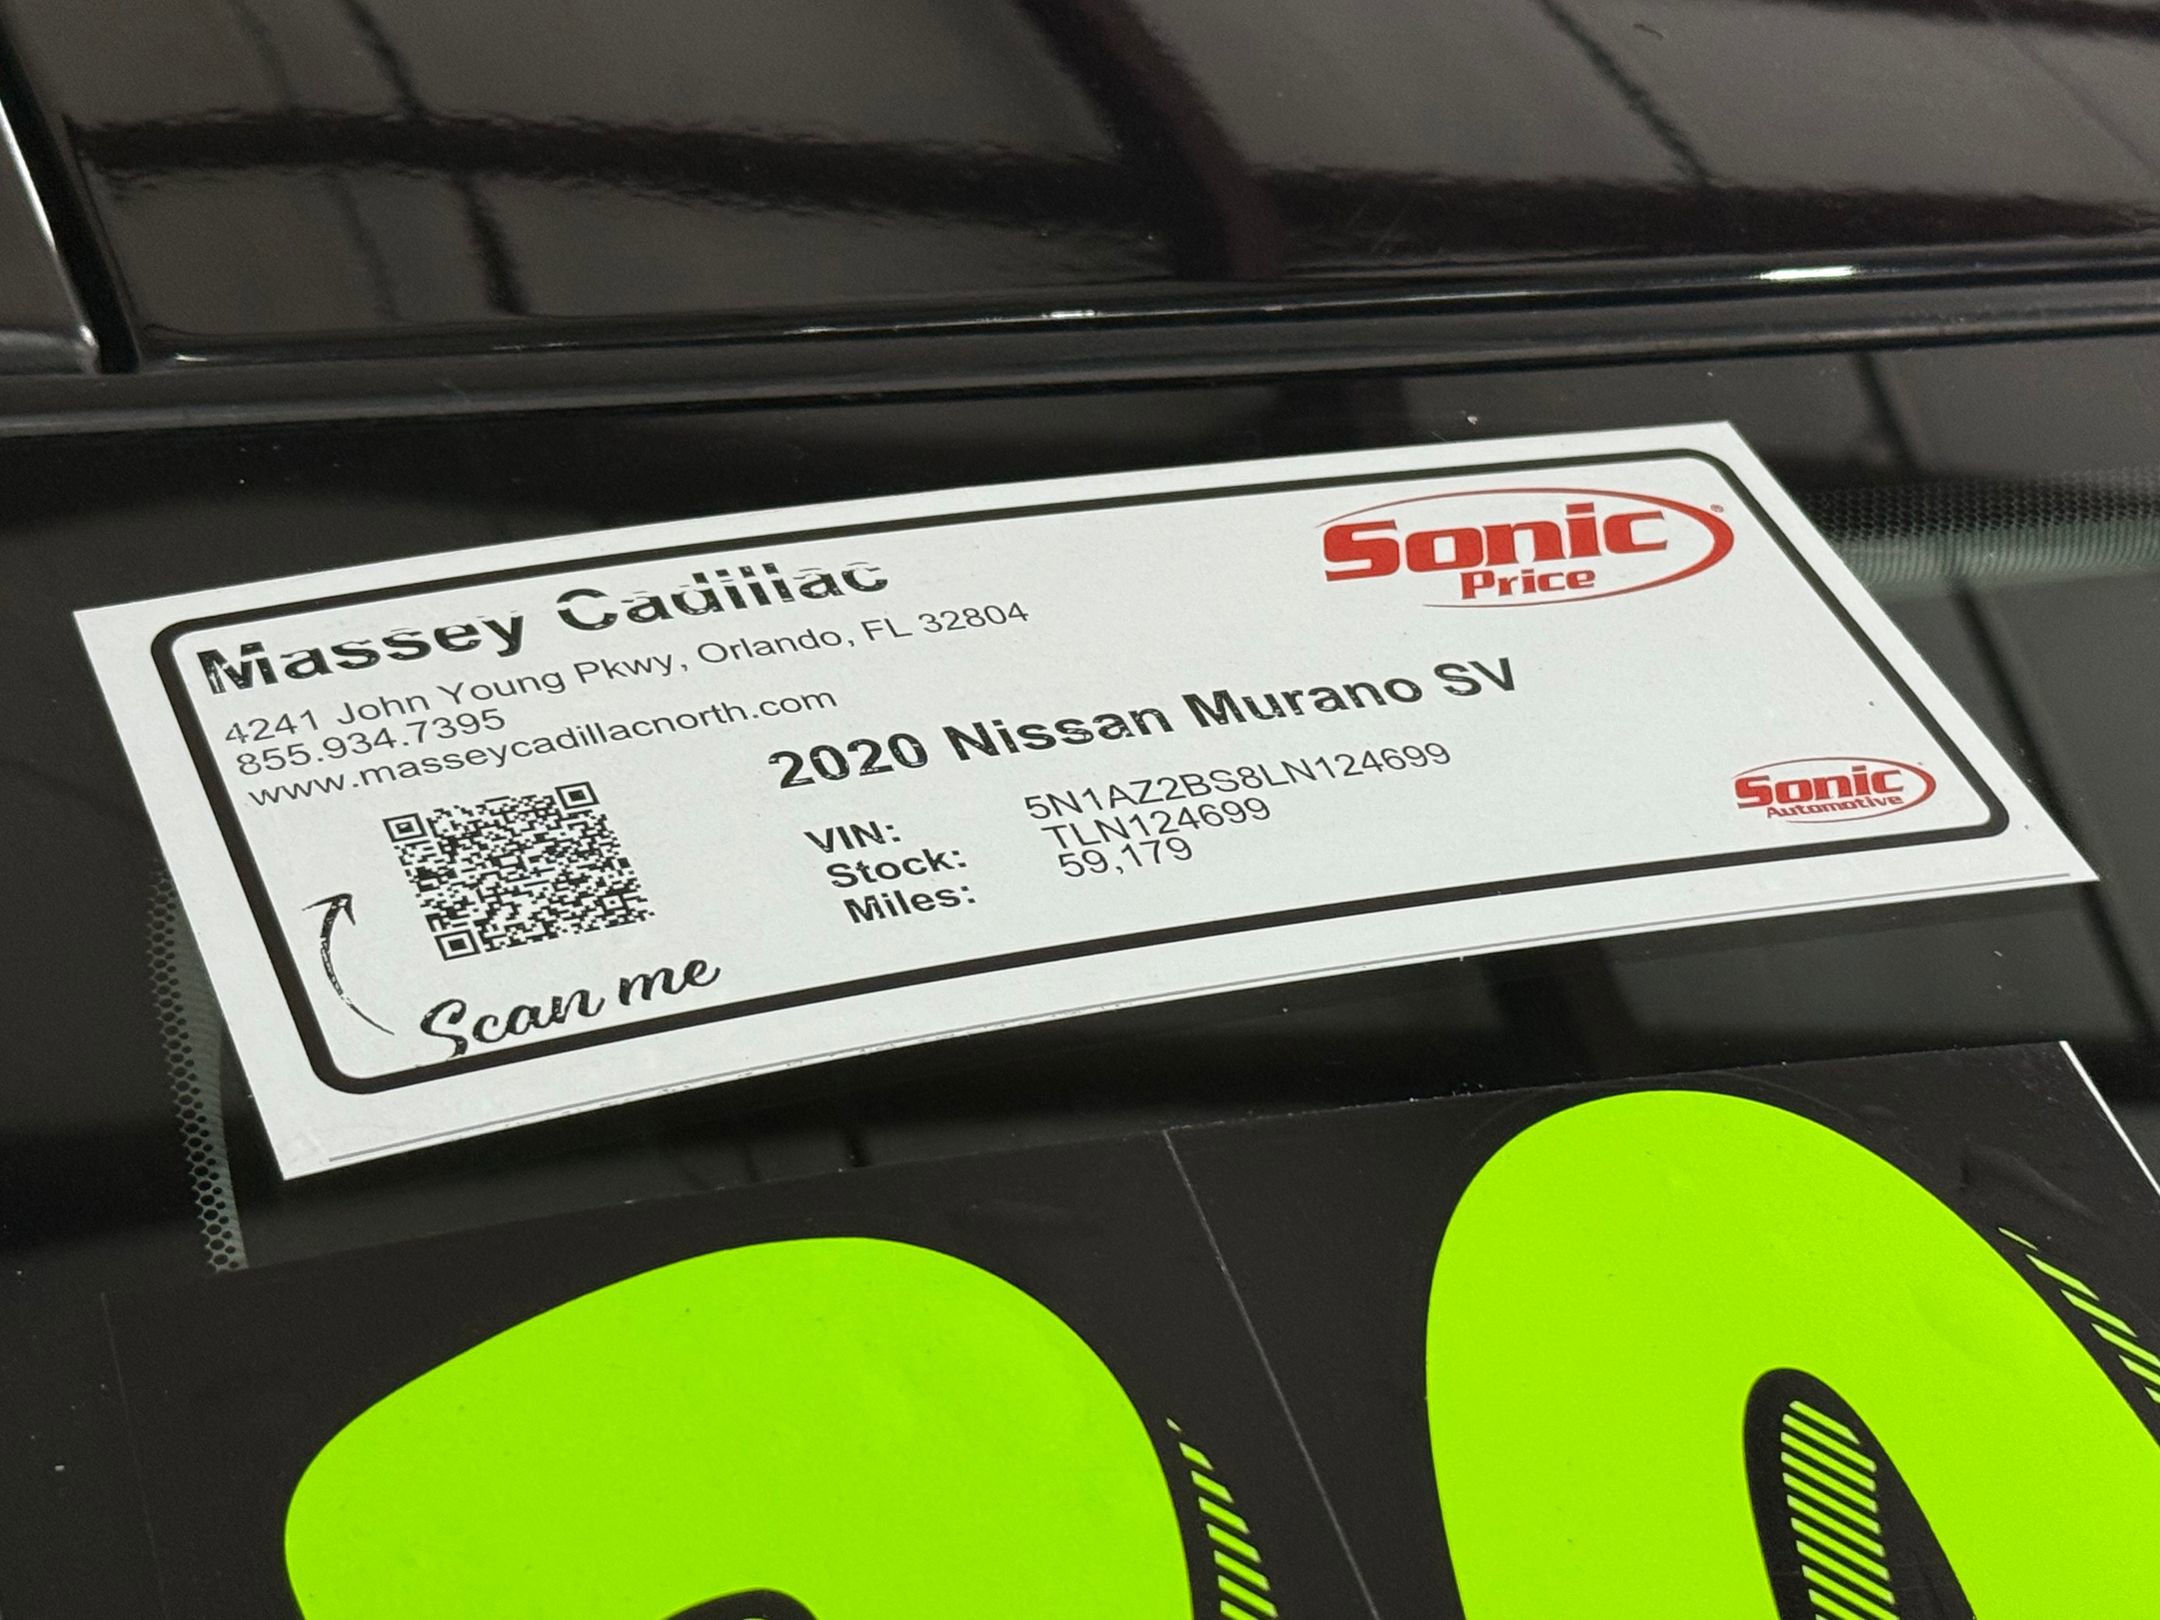 Massey Cadillac
4241 John Young Pkwy, Orlando, FL 32804
855.934.7395
www.masseycadillacnorth.com
Sonic®
Price
2020 Nissan Murano SV
VIN: 5N1AZ2BS8LN124699
Stock: TLN124699
Miles: 59,179
Scan me
Sonic
Automotive